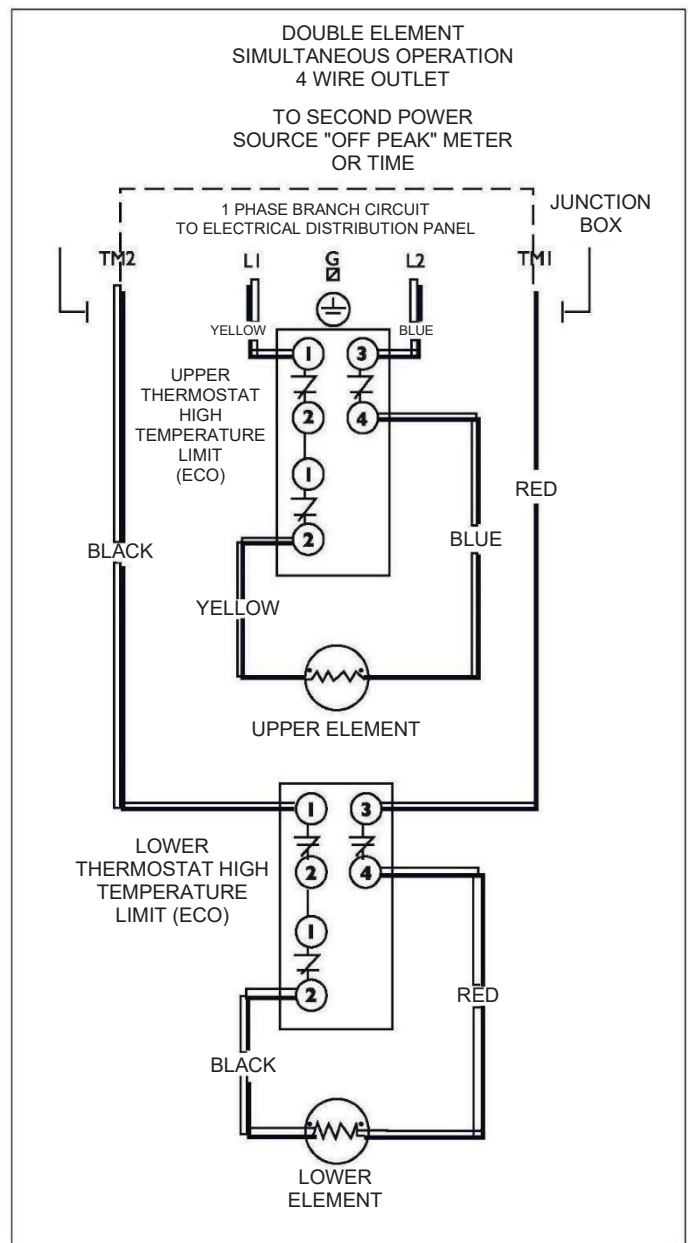 DOUBLE ELEMENT
SIMULTANEOUS OPERATION
4 WIRE OUTLET
TO SECOND POWER
SOURCE "OFF PEAK" METER
OR TIME
1 PHASE BRANCH CIRCUIT
TO ELECTRICAL DISTRIBUTION PANEL
JUNCTION
BOX
TM2
L1
G
L2
TM1
YELLOW
BLUE
1
3
2
4
1
2
UPPER
THERMOSTAT
HIGH
TEMPERATURE
LIMIT
(ECO)
BLACK
YELLOW
BLUE
RED
UPPER ELEMENT
1
3
2
4
1
2
LOWER
THERMOSTAT HIGH
TEMPERATURE
LIMIT (ECO)
BLACK
RED
LOWER
ELEMENT